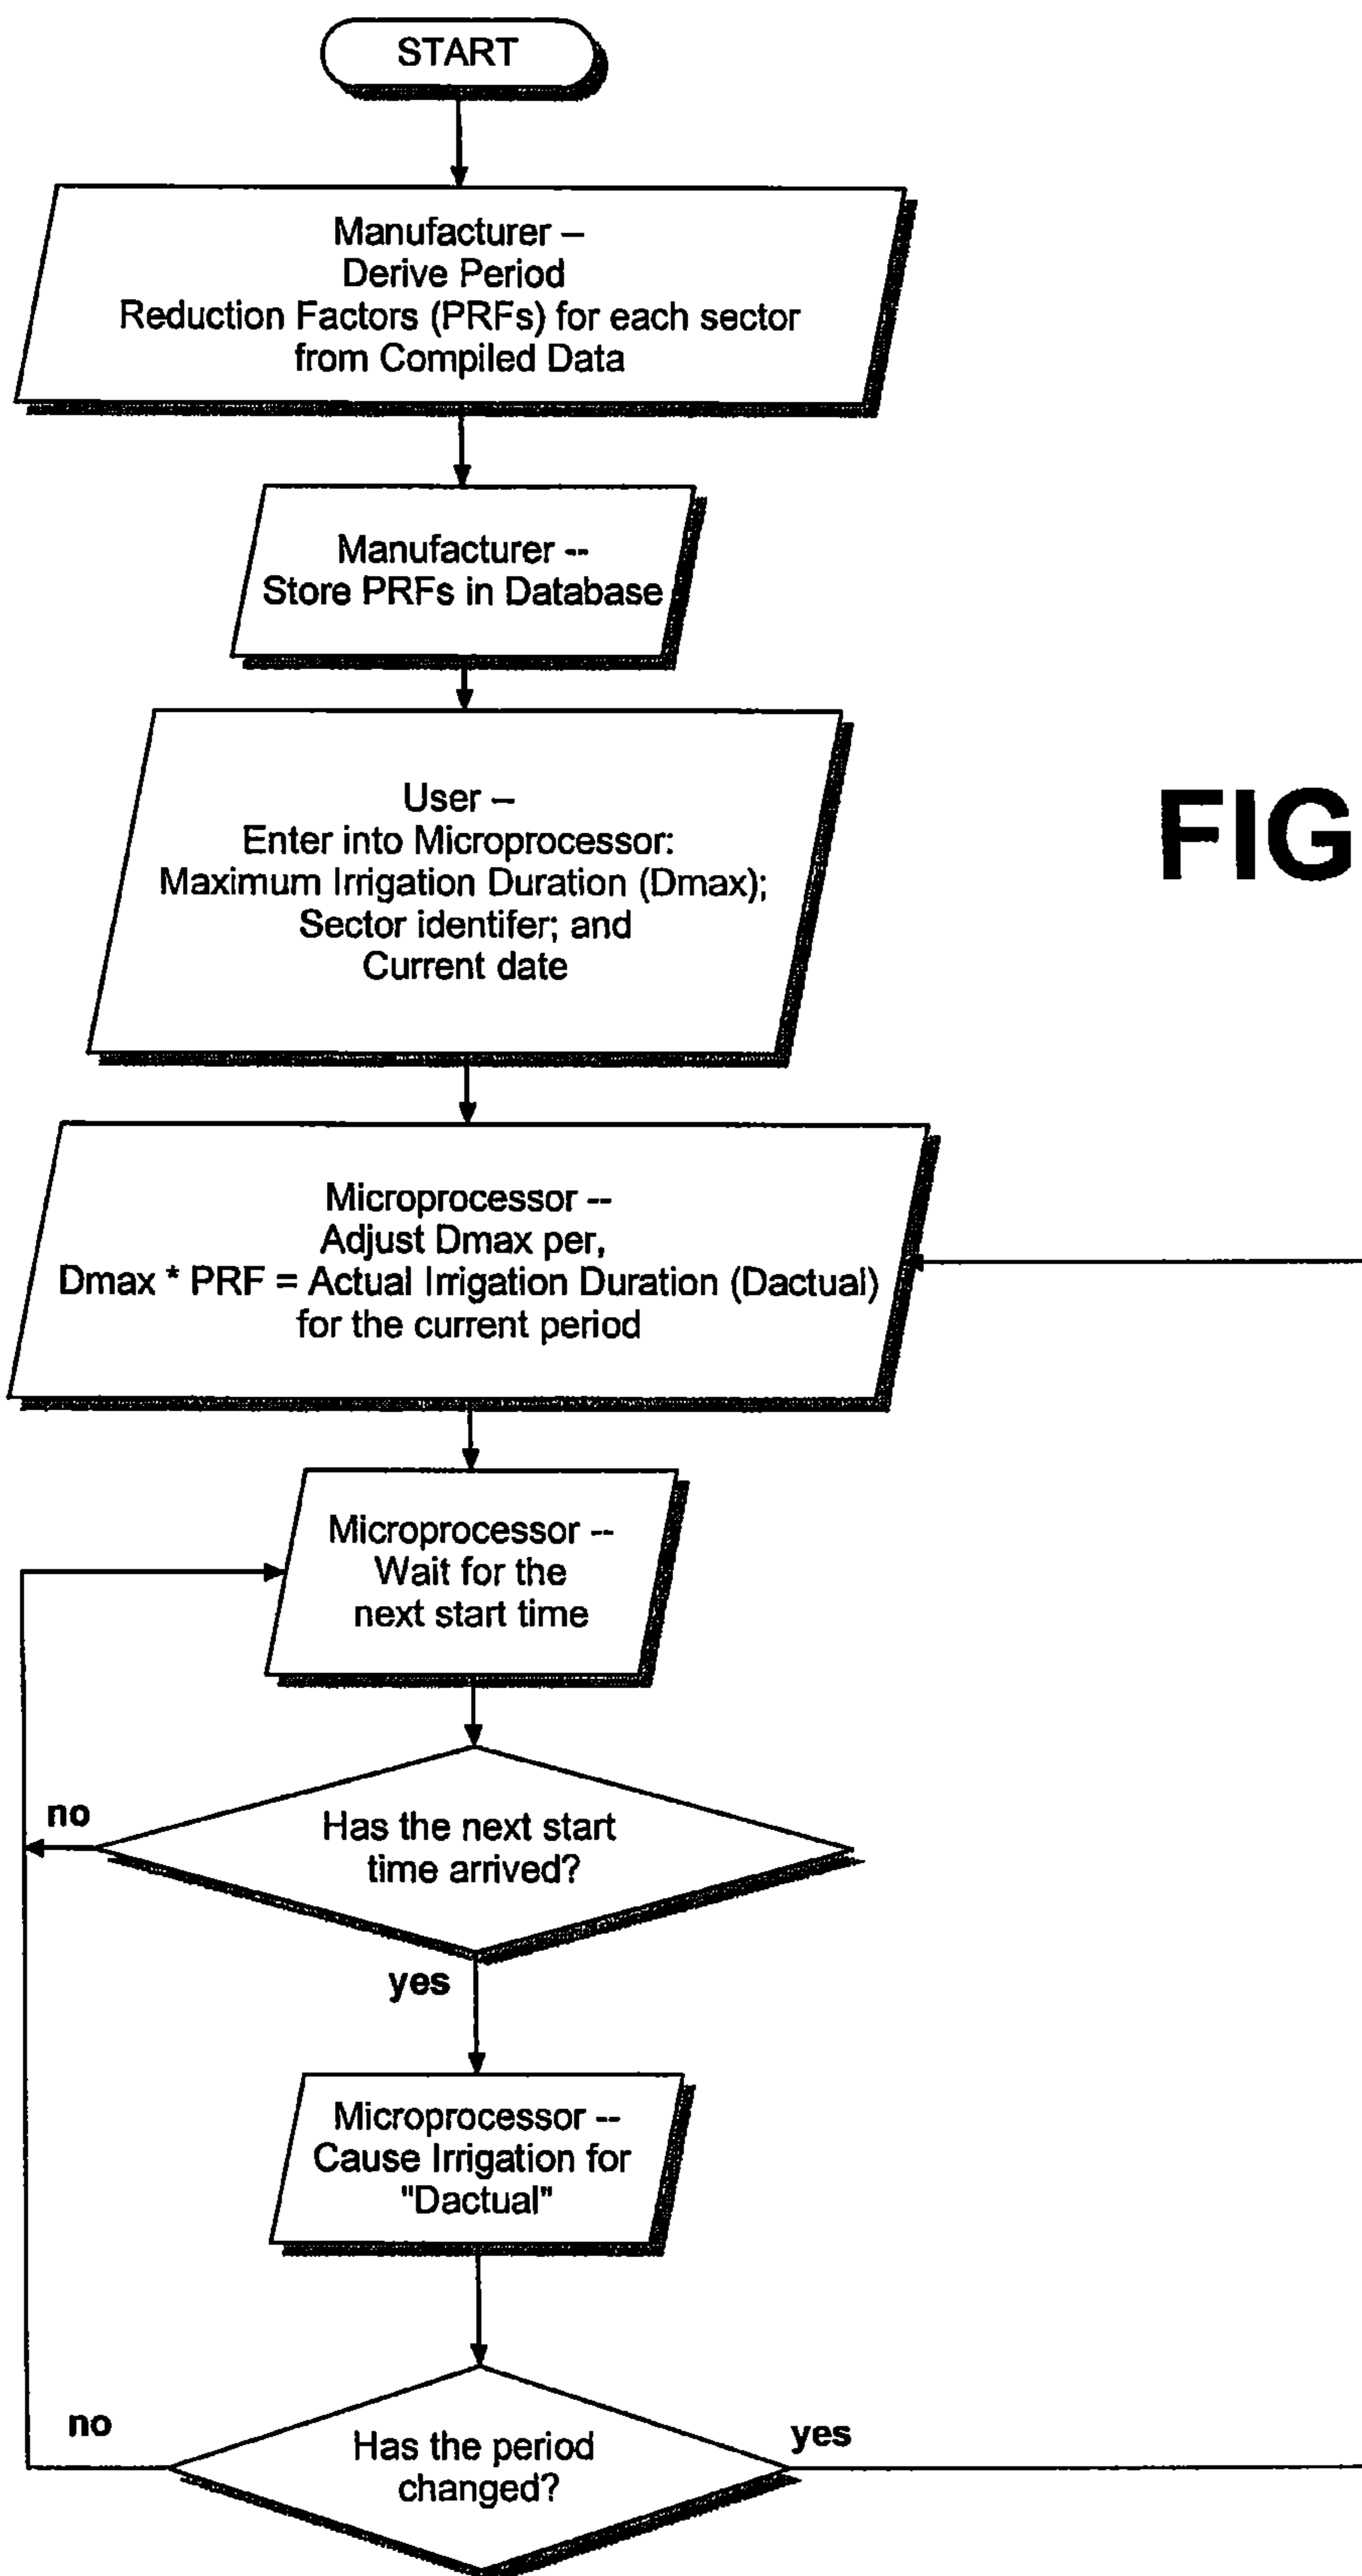 START
Manufacturer –
Derive Period
Reduction Factors (PRFs) for each sector
from Compiled Data
Manufacturer --
Store PRFs in Database
User –
Enter into Microprocessor:
Maximum Irrigation Duration (Dmax);
Sector identifer; and
Current date
FIG
Microprocessor --
Adjust Dmax per,
Dmax * PRF = Actual Irrigation Duration (Dactual)
for the current period
Microprocessor --
Wait for the
next start time
no
Has the next start
time arrived?
yes
Microprocessor --
Cause Irrigation for
"Dactual"
no
Has the period
changed?
yes